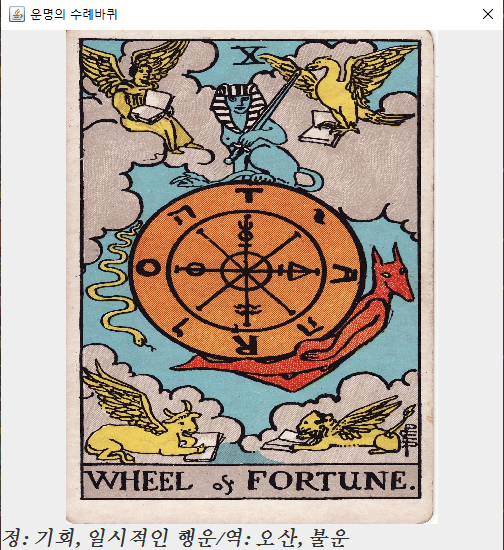 운명의 수레바퀴
X
T
A
R
O
ו
ה
ו
י
WHEEL of FORTUNE.
정: 기회, 일시적인 행운/역: 오산, 불운